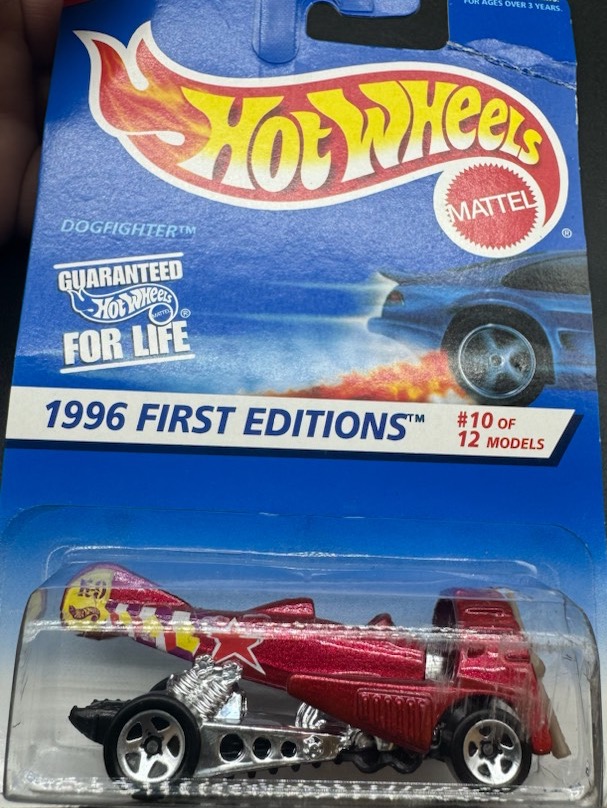 FOR AGES OVER 3 YEARS.
HOT WHEELS
MATTEL
®
DOGFIGHTER™
GUARANTEED
HOT WHEELS
MATTEL ®
FOR LIFE
1996 FIRST EDITIONS™
#10 OF
12 MODELS